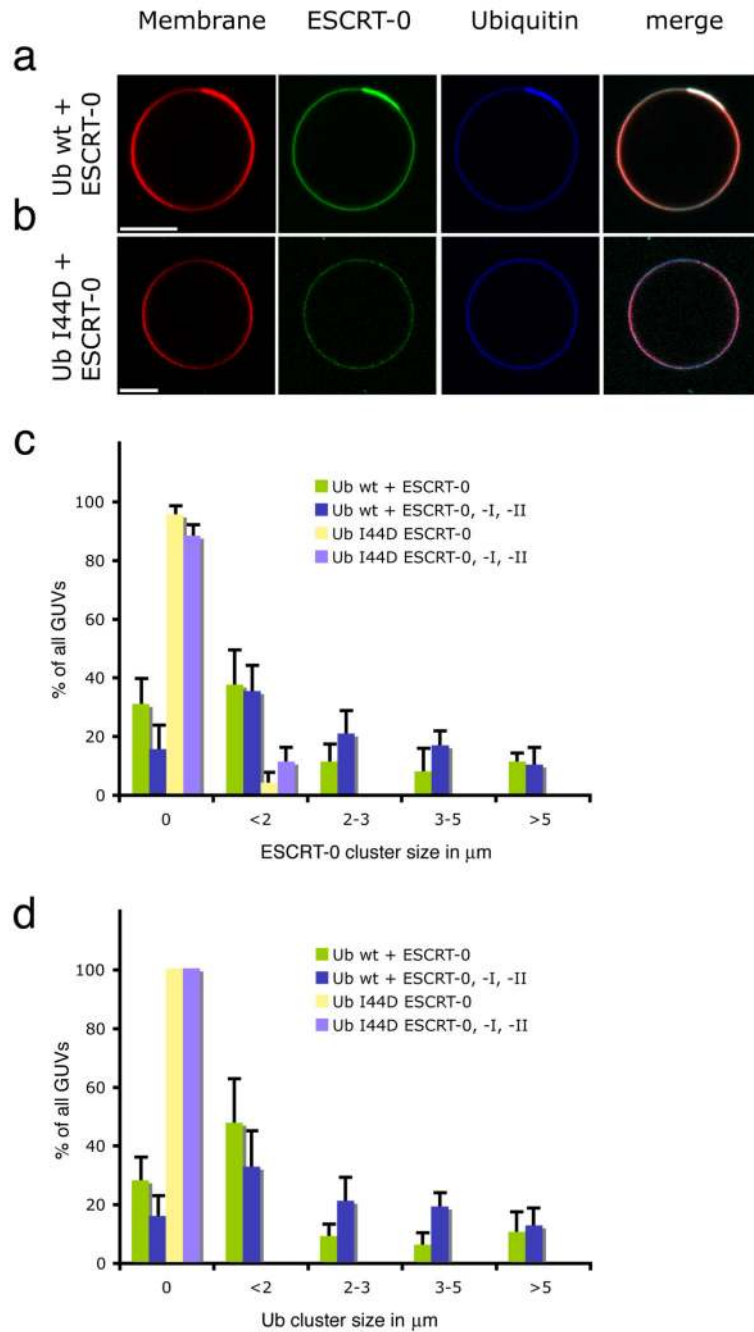 Membrane ESCRT-0 Ubiquitin merge
a
Ub wt +
ESCRT-0
b
Ub I44D +
ESCRT-0
c
% of all GUVs
100
80
60
40
20
0
Ub wt + ESCRT-0
Ub wt + ESCRT-0, -I, -II
Ub I44D ESCRT-0
Ub I44D ESCRT-0, -I, -II
0 <2 2-3 3-5 >5
ESCRT-0 cluster size in μm
d
% of all GUVs
100
80
60
40
20
0
Ub wt + ESCRT-0
Ub wt + ESCRT-0, -I, -II
Ub I44D ESCRT-0
Ub I44D ESCRT-0, -I, -II
0 <2 2-3 3-5 >5
Ub cluster size in μm